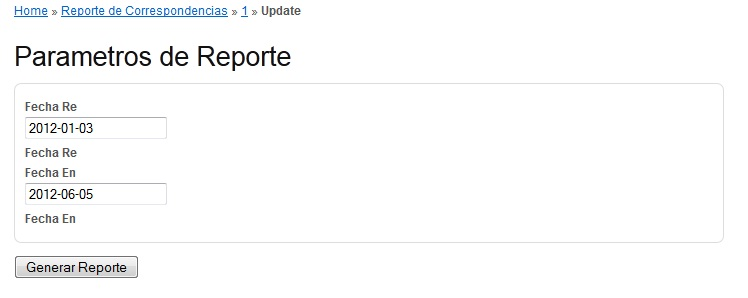 Home » Reporte de Correspondencias » 1 » Update
Parametros de Reporte
Fecha Re
2012-01-03
Fecha Re
Fecha En
2012-06-05
Fecha En
Generar Reporte